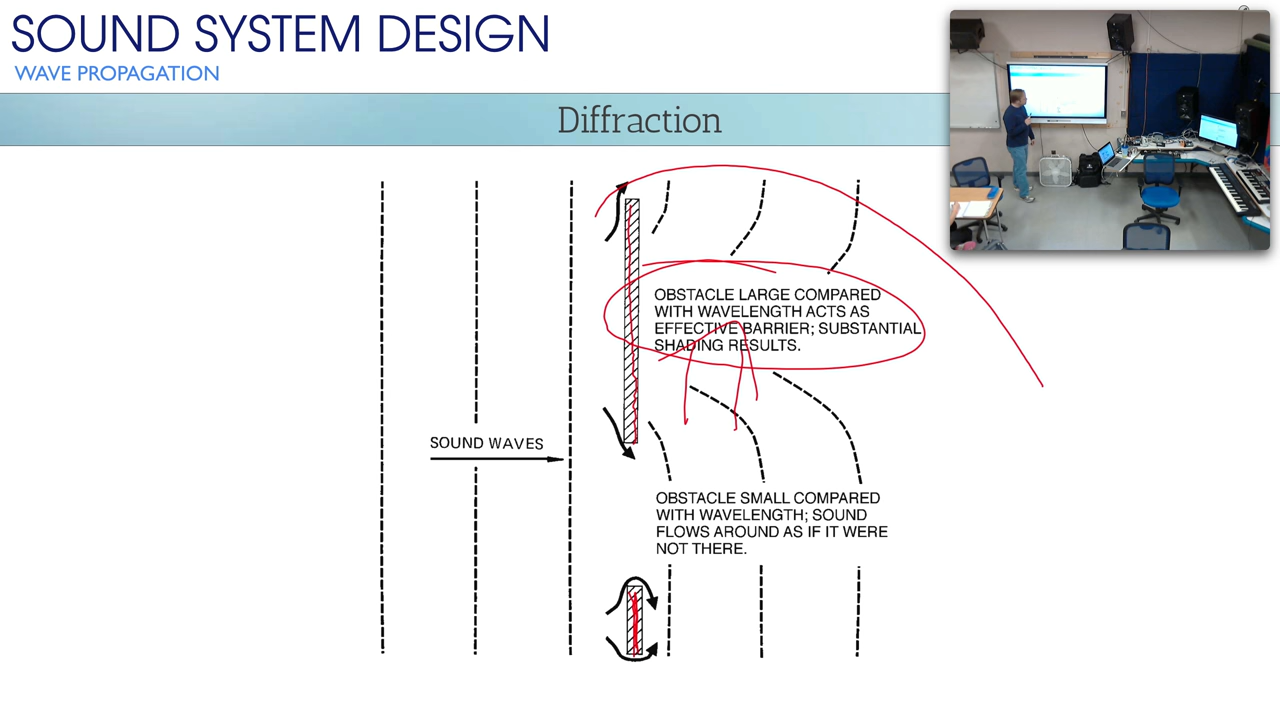 SOUND SYSTEM DESIGN
WAVE PROPAGATION
Diffraction
OBSTACLE LARGE COMPARED
WITH WAVELENGTH ACTS AS
EFFECTIVE BARRIER; SUBSTANTIAL
SHADING RESULTS.
SOUND WAVES
OBSTACLE SMALL COMPARED
WITH WAVELENGTH; SOUND
FLOWS AROUND AS IF IT WERE
NOT THERE.